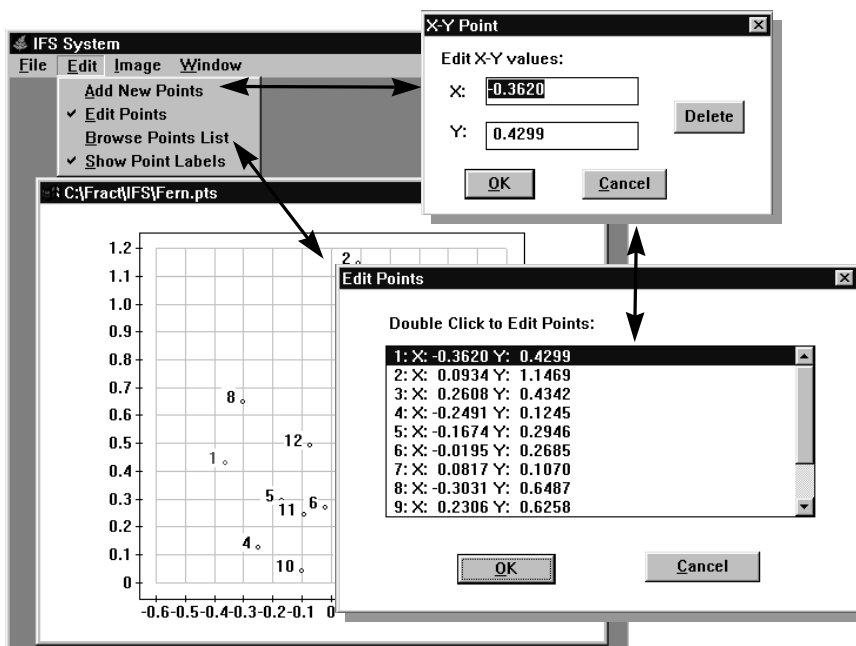 IFS System
File Edit Image Window
Add New Points
✓ Edit Points
Browse Points List
✓ Show Point Labels
X-Y Point
Edit X-Y values:
X: -0.3620
Y: 0.4299
Delete
OK Cancel
C:\Fract\IFS\Fern.pts
1.2
1.1
1.0
0.9
0.8
0.7
0.6
0.5
0.4
0.3
0.2
0.1
0
-0.6 -0.5 -0.4 -0.3 -0.2 -0.1 0
2
8
12
1
5
11
6
4
10
Edit Points
Double Click to Edit Points:
1: X: -0.3620 Y: 0.4299
2: X: 0.0934 Y: 1.1469
3: X: 0.2608 Y: 0.4342
4: X: -0.2491 Y: 0.1245
5: X: -0.1674 Y: 0.2946
6: X: -0.0195 Y: 0.2685
7: X: 0.0817 Y: 0.1070
8: X: -0.3031 Y: 0.6487
9: X: 0.2306 Y: 0.6258
OK Cancel